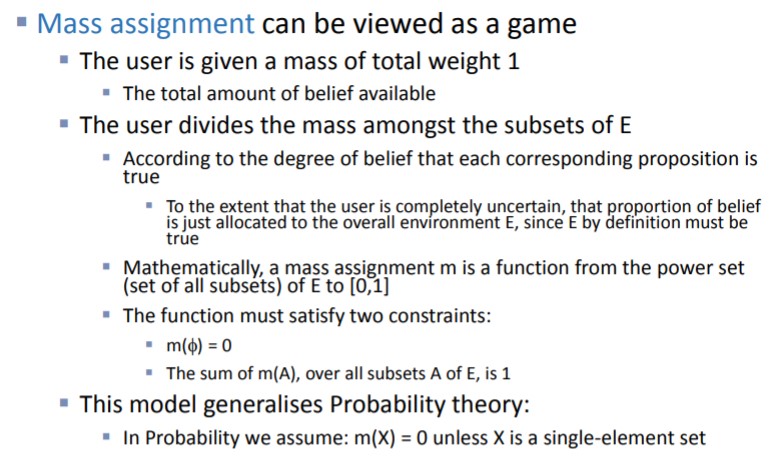 Mass assignment can be viewed as a game
The user is given a mass of total weight 1
The total amount of belief available
The user divides the mass amongst the subsets of E
According to the degree of belief that each corresponding proposition is
true
To the extent that the user is completely uncertain, that proportion of belief
is just allocated to the overall environment E, since E by definition must be
true
Mathematically, a mass assignment m is a function from the power set
(set of all subsets) of E to [0,1]
The function must satisfy two constraints:
m(ϕ) = 0
The sum of m(A), over all subsets A of E, is 1
This model generalises Probability theory:
In Probability we assume: m(X) = 0 unless X is a single-element set